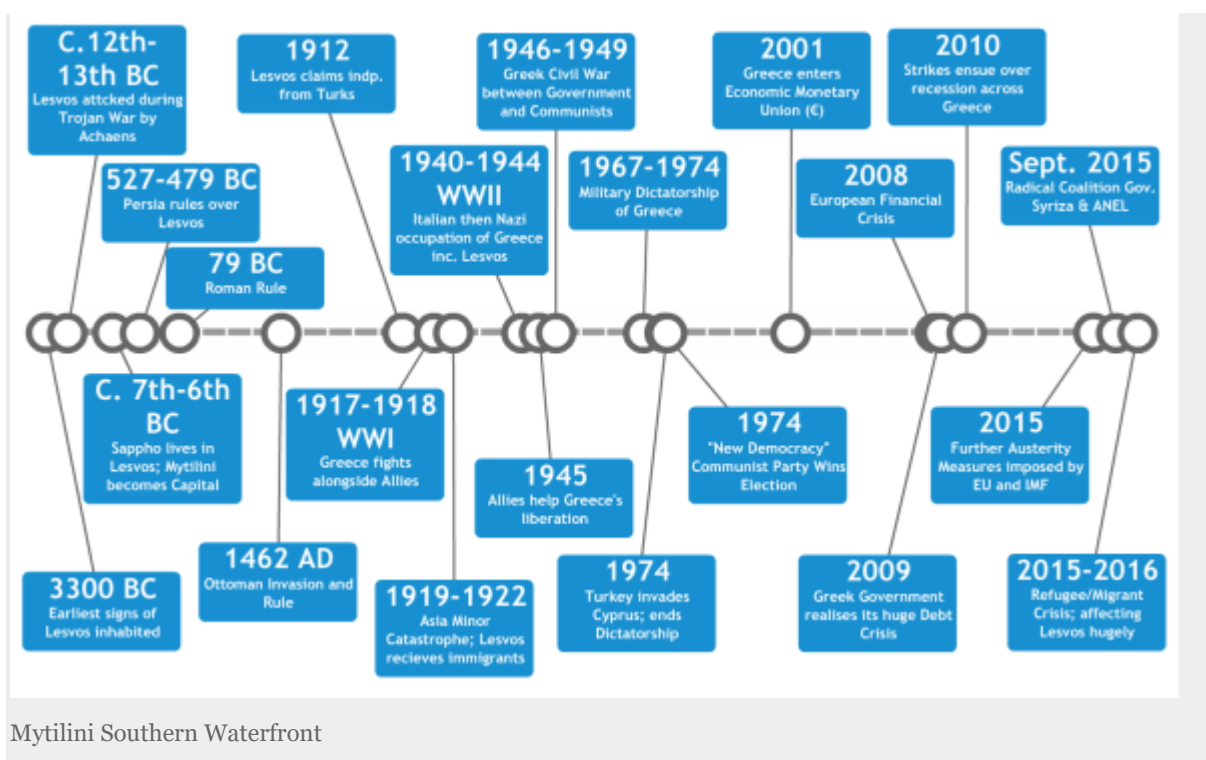 C.12th-
13th BC
Lesvos attcked during
Trojan War by
Achaens
1912
Lesvos claims indp.
from Turks
1946-1949
Greek Civil War
between Government
and Communists
2001
Greece enters
Economic Monetary
Union (€)
2010
Strikes ensue over
recession across
Greece
527-479 BC
Persia rules over
Lesvos
1940-1944
WWII
Italian then Nazi
occupation of Greece
inc. Lesvos
1967-1974
Military Dictatorship
of Greece
2008
European Financial
Crisis
Sept. 2015
Radical Coalition Gov.
Syriza & ANEL
79 BC
Roman Rule
C. 7th-6th
BC
Sappho lives in
Lesvos; Mytilini
becomes Capital
1917-1918
WWI
Greece fights
alongside Allies
1945
Allies help Greece's
liberation
1974
"New Democracy"
Communist Party Wins
Election
2015
Further Austerity
Measures imposed by
EU and IMF
3300 BC
Earliest signs of
Lesvos inhabited
1462 AD
Ottoman Invasion and
Rule
1919-1922
Asia Minor
Catastrophe; Lesvos
recieves immigrants
1974
Turkey invades
Cyprus; ends
Dictatorship
2009
Greek Government
realises its huge Debt
Crisis
2015-2016
Refugee/Migrant
Crisis; affecting
Lesvos hugely
Mytilini Southern Waterfront